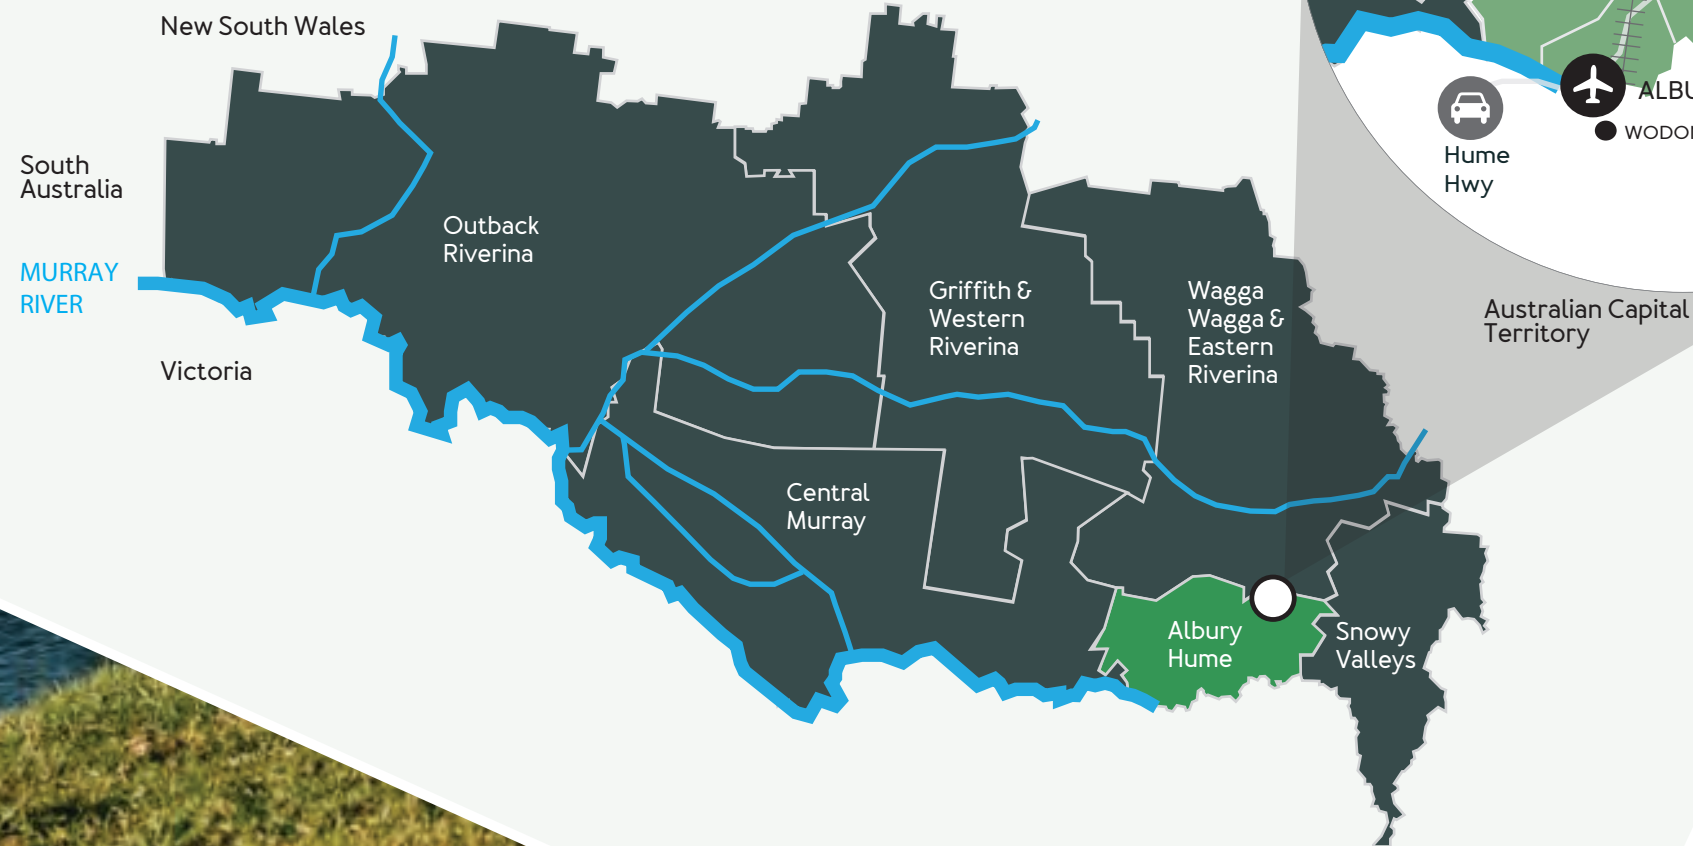 New South Wales
South
Australia
MURRAY
RIVER
Victoria
Outback
Riverina
Griffith &
Western
Riverina
Wagga
Wagga &
Eastern
Riverina
Central
Murray
Albury
Hume
Snowy
Valleys
Australian Capital
Territory
Hume
Hwy